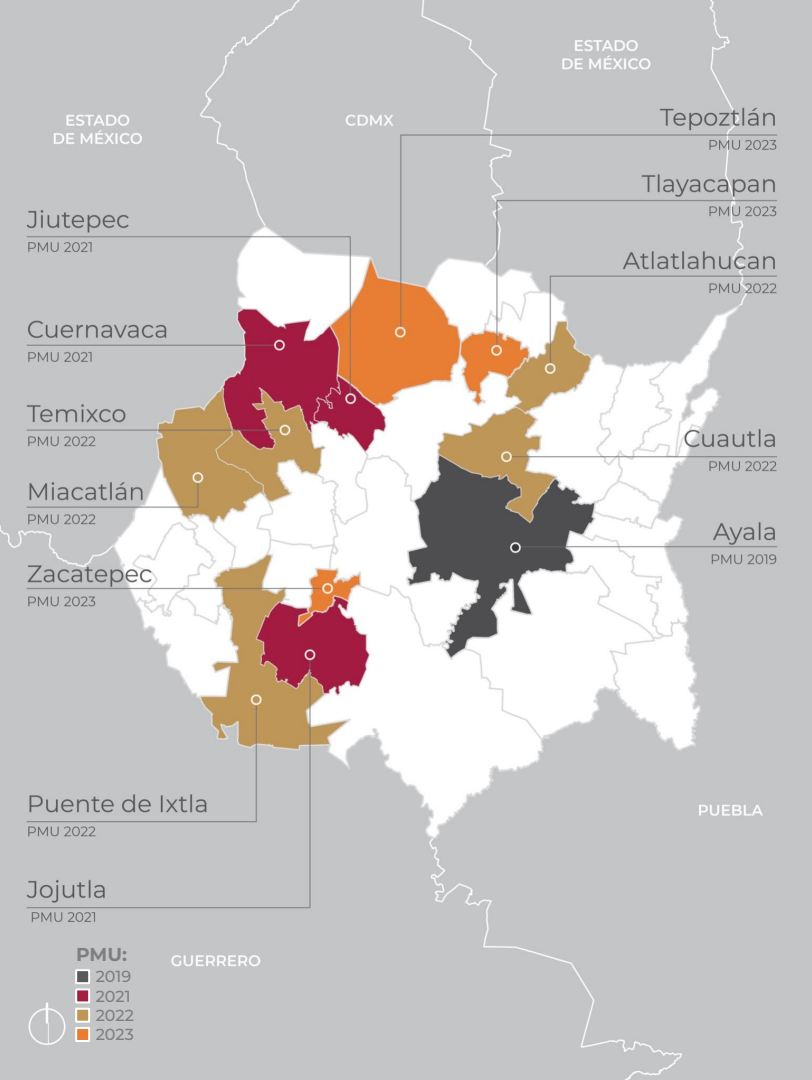 ESTADO
DE MÉXICO
ESTADO
DE MÉXICO
CDMX
Tepoztlán
PMU 2023
Tlayacapan
PMU 2023
Jiutepec
PMU 2021
Atlatlahucan
PMU 2022
Cuernavaca
PMU 2021
Temixco
PMU 2022
Cuautla
PMU 2022
Miacatlán
PMU 2022
Ayala
PMU 2019
Zacatepec
PMU 2023
Puente de Ixtla
PMU 2022
PUEBLA
Jojutla
PMU 2021
GUERRERO
PMU:
2019
2021
2022
2023